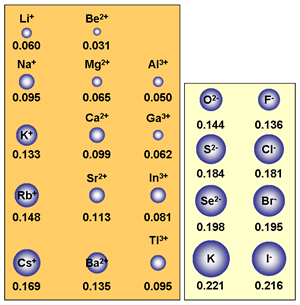 Li⁺ Be²⁺
0.060 0.031
Na⁺ Mg²⁺ Al³⁺
0.095 0.065 0.050
K⁺ Ca²⁺ Ga³⁺
0.133 0.099 0.062
Rb⁺ Sr²⁺ In³⁺
0.148 0.113 0.081
Cs⁺ Ba²⁺ Tl³⁺
0.169 0.135 0.095
O²⁻ F⁻
0.144 0.136
S²⁻ Cl⁻
0.184 0.181
Se²⁻ Br⁻
0.198 0.195
K I⁻
0.221 0.216